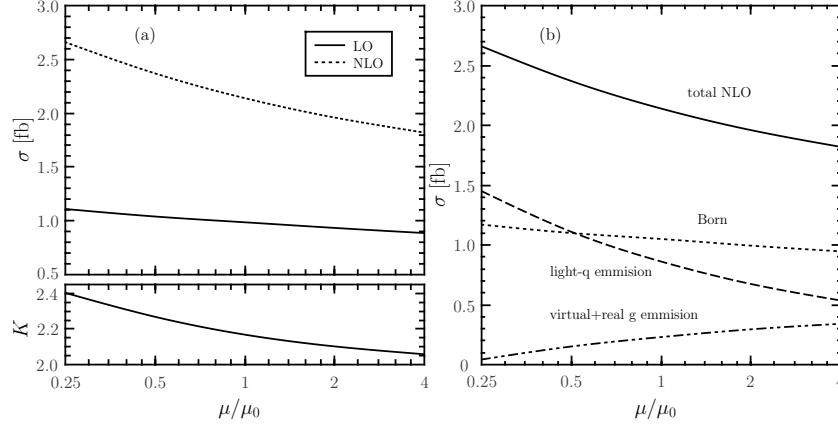 3.0
2.5
2.0
1.5
1.0
0.5
σ [fb]
(a)
LO
NLO
2.4
2.2
2.0
K
0.25
0.5
1
2
4
μ/μ₀
3.0
2.5
2.0
1.5
1.0
0.5
0
σ [fb]
(b)
total NLO
Born
light-q emmision
virtual+real g emmision
0.25
0.5
1
2
4
μ/μ₀